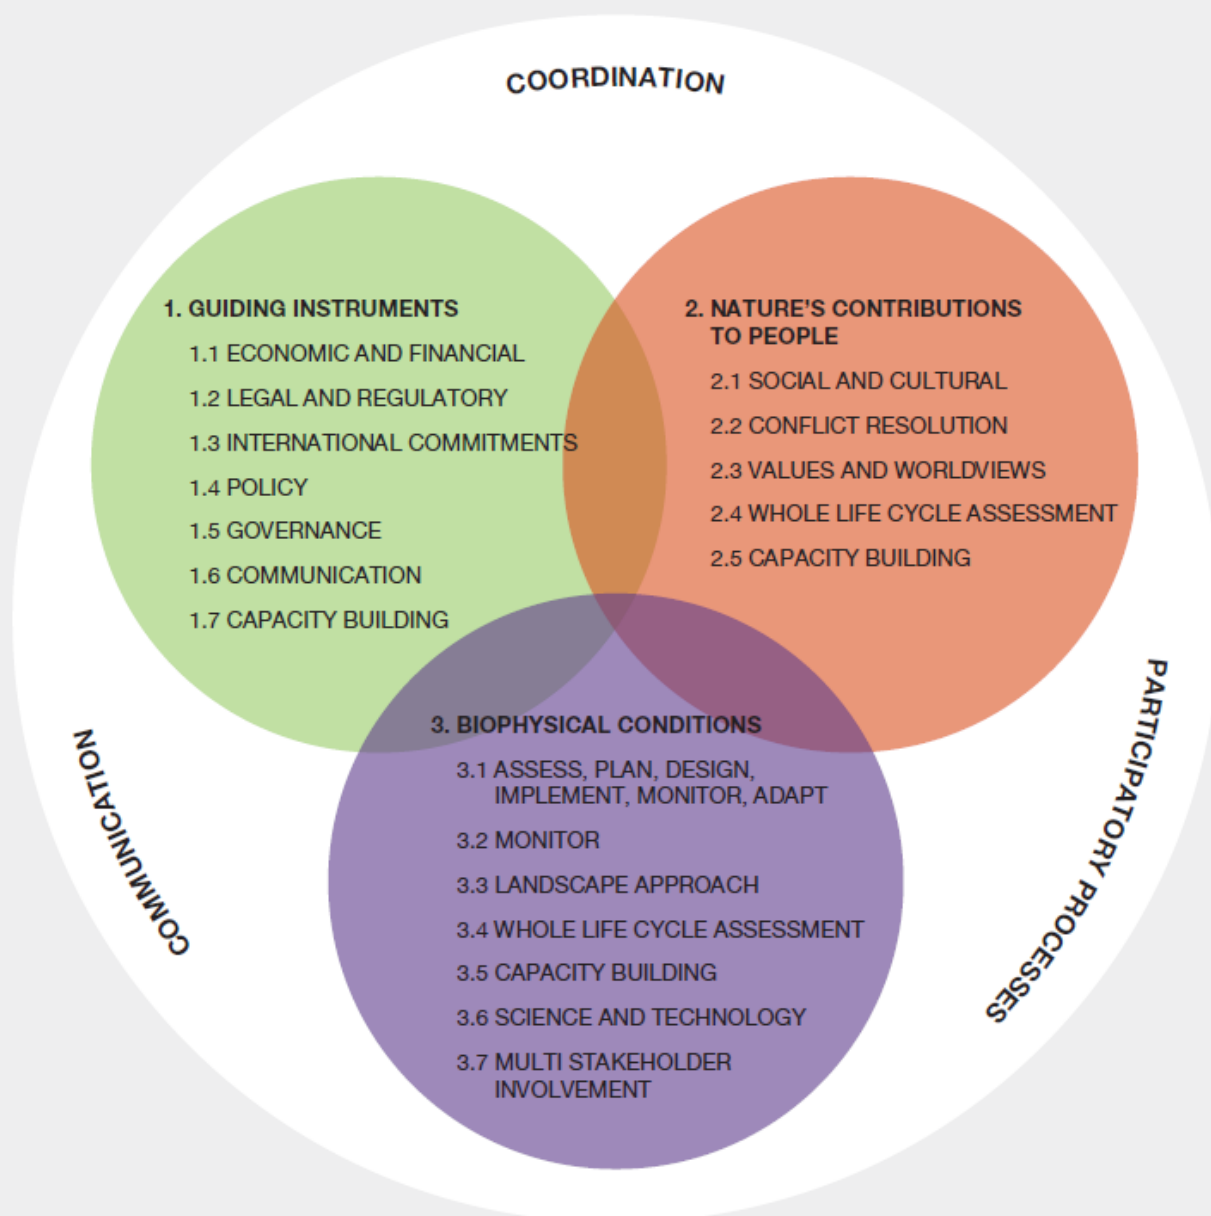 COORDINATION
1. GUIDING INSTRUMENTS
1.1 ECONOMIC AND FINANCIAL
1.2 LEGAL AND REGULATORY
1.3 INTERNATIONAL COMMITMENTS
1.4 POLICY
1.5 GOVERNANCE
1.6 COMMUNICATION
1.7 CAPACITY BUILDING
2. NATURE’S CONTRIBUTIONS
TO PEOPLE
2.1 SOCIAL AND CULTURAL
2.2 CONFLICT RESOLUTION
2.3 VALUES AND WORLDVIEWS
2.4 WHOLE LIFE CYCLE ASSESSMENT
2.5 CAPACITY BUILDING
3. BIOPHYSICAL CONDITIONS
3.1 ASSESS, PLAN, DESIGN,
IMPLEMENT, MONITOR, ADAPT
3.2 MONITOR
3.3 LANDSCAPE APPROACH
3.4 WHOLE LIFE CYCLE ASSESSMENT
3.5 CAPACITY BUILDING
3.6 SCIENCE AND TECHNOLOGY
3.7 MULTI STAKEHOLDER
INVOLVEMENT
COMMUNICATION
PARTICIPATORY PROCESSES